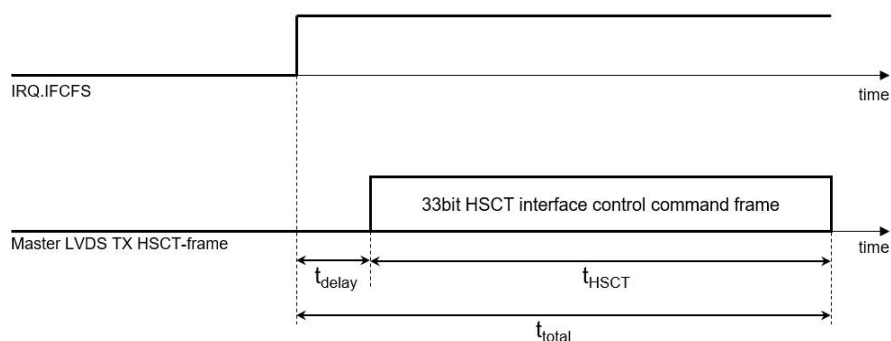 IRQ.IFCFS
time
33bit HSCT interface control command frame
Master LVDS TX HSCT-frame
time
tdelay
tHSCT
ttotal